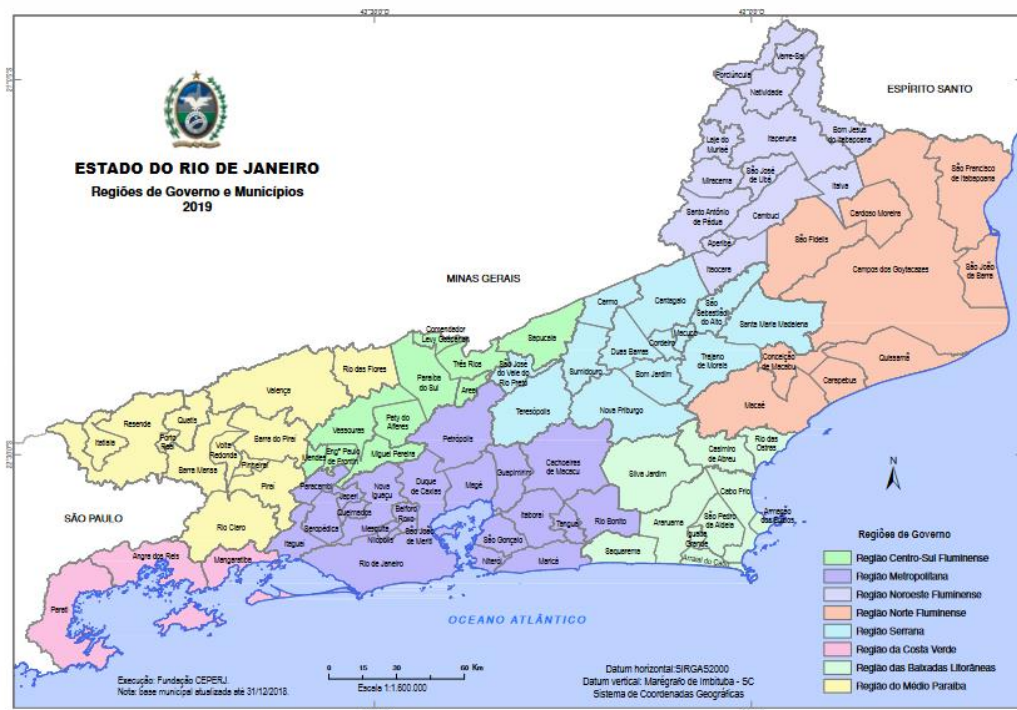 43°30'0"O
42°0'0"O
ESTADO DO RIO DE JANEIRO
Regiões de Governo e Municípios
2019
ESPÍRITO SANTO
MINAS GERAIS
SÃO PAULO
OCEANO ATLÂNTICO
Varre-Sai
Porciúncula
Natividade
Bom Jesus
do Itabapoana
Itaperuna
Laje do
Muriaé
São José
de Ubá
Miracema
Italva
Santo Antônio
de Pádua
Cambuci
Aperibé
Itaocara
São Francisco
de Itabapoana
Cardoso Moreira
São Fidélis
Campos dos Goytacazes
São João
da Barra
Carmo
Cantagalo
São
Sebastião
do Alto
Santa Maria Madalena
Macuco
Cordeiro
Duas Barras
Trajano
de Morais
Conceição
de Macabu
Quissamã
Carapebus
Macaé
Sumidouro
Bom Jardim
Nova Friburgo
Teresópolis
São José
do Vale do
Rio Preto
Sapucaia
Comendador
Levy Gasparian
Três Rios
Paraíba
do Sul
Areal
Paty do
Alferes
Vassouras
Miguel Pereira
Engº Paulo
de Frontin
Mendes
Rio das Flores
Valença
Resende
Itatiaia
Quatis
Porto
Real
Volta
Redonda
Barra do Piraí
Barra Mansa
Pinheiral
Piraí
Rio Claro
Petrópolis
Paracambi
Japeri
Nova
Iguaçu
Duque
de Caxias
Magé
Guapimirim
Cachoeiras
de Macacu
Queimados
Belford
Roxo
Seropédica
Mesquita
Nilópolis
São João
de Meriti
Itaguaí
Rio de Janeiro
São Gonçalo
Niterói
Itaboraí
Tanguá
Rio Bonito
Maricá
Silva Jardim
Casimiro
de Abreu
Rio das
Ostras
Cabo Frio
Armação
dos Búzios
Araruama
São Pedro
da Aldeia
Iguaba
Grande
Saquarema
Arraial do Cabo
Angra dos Reis
Mangaratiba
Parati
N
Regiões de Governo
Região Centro-Sul Fluminense
Região Metropolitana
Região Noroeste Fluminense
Região Norte Fluminense
Região Serrana
Região da Costa Verde
Região das Baixadas Litorâneas
Região do Médio Paraíba
Execução: Fundação CEPERJ.
Nota: base municipal atualizada até 31/12/2018.
0 15 30 60 Km
Escala 1:1.600.000
Datum horizontal:SIRGAS2000
Datum vertical: Marégrafo de Imbituba - SC
Sistema de Coordenadas Geográficas